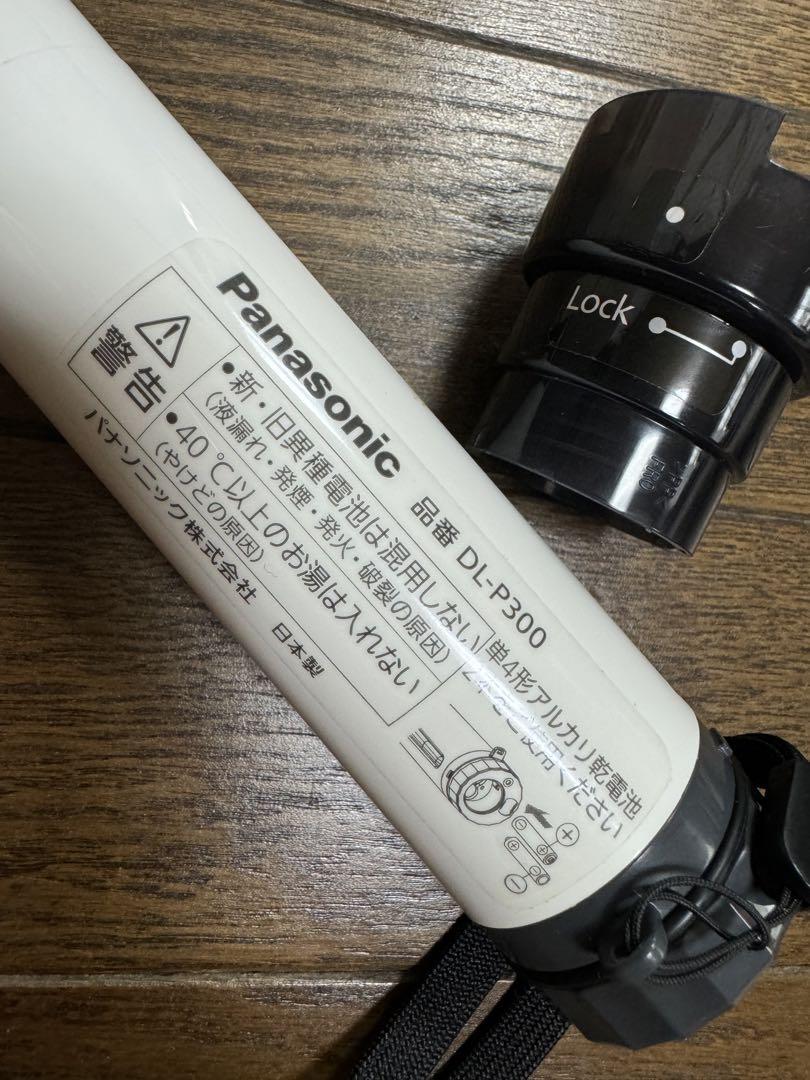 Panasonic 品番 DL-P300
警告
・新・旧異種電池は混用しない
(液漏れ・発煙・発火・破裂の原因)
・40℃以上のお湯は入れない
(やけどの原因)
パナソニック株式会社 日本製
単4形アルカリ乾電池
ご使用ください
Lock